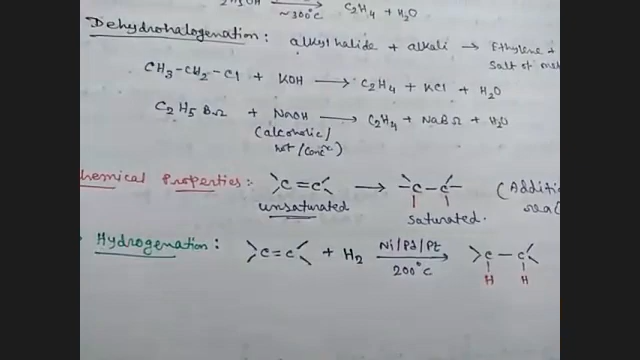 ~300°C C2H4 + H2O
Dehydrohalogenation: alkyl halide + alkali → Ethylene +
Salt of
CH3-CH2-Cl + KOH → C2H4 + KCl + H2O
C2H5Br + NaOH → C2H4 + NaBr + H2O
(alcoholic/
hot/conc)
Chemical Properties: >C=C< → -C-C- (Additi
unsaturated saturated.
Hydrogenation: >C=C< + H2 Ni/Pd/Pt → >C-C<
200°C H H